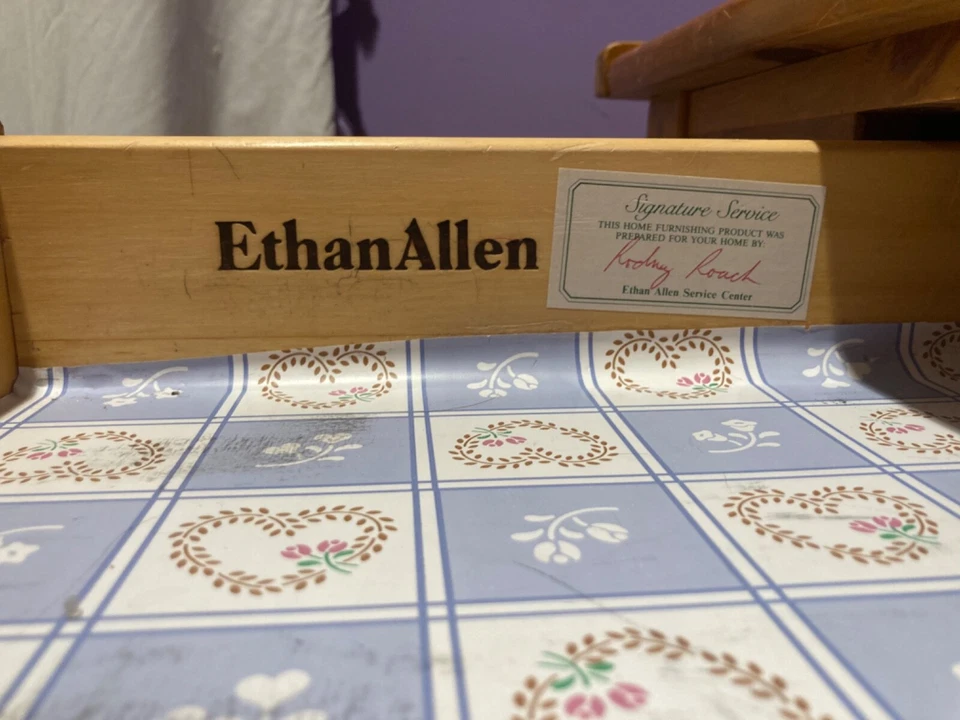 EthanAllen
Signature Service
THIS HOME FURNISHING PRODUCT WAS
PREPARED FOR YOUR HOME BY:
Rodney Roach
Ethan Allen Service Center